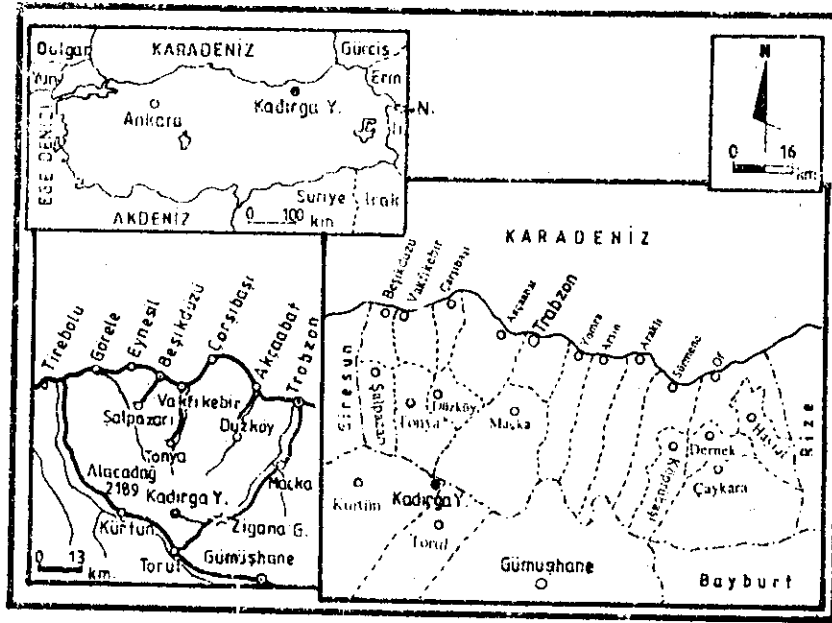 KARADENİZ
Gürcis
Ankara
Kadırga Y.
N.
EGE DENİZİ
AKDENİZ
Suriye
Irak
0 100
km.
N
0 16
km
Tirebolu
Görele
Eynesil
Beşikdüzü
Çarşıbaşı
Akçaabat
Trabzon
Şalpazarı
Vakfıkebir
Tonya
Düzköy
Maçka
Alacadağ
2189
Kadırga Y.
Kürtün
Zigana G.
Torul
Gümüşhane
0 13
km.
KARADENİZ
Beşikdüzü
Vakfıkebir
Çarşıbaşı
Akçaabat
Trabzon
Yomra
Arsin
Araklı
Sürmene
Of
Giresun
Şalpazarı
Tonya
Düzköy
Maçka
Köprübaşı
Dernek
Hayrat
Çaykara
Rize
Kürtün
Kadırga Y.
Torul
Gümüşhane
Bayburt